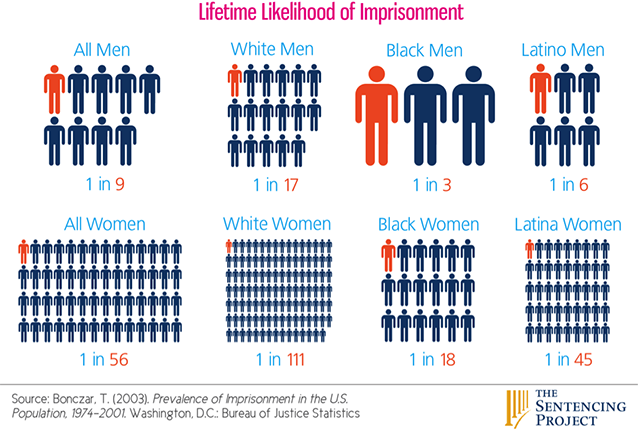 Lifetime Likelihood of Imprisonment
All Men
White Men
Black Men
Latino Men
1 in 9
1 in 17
1 in 3
1 in 6
All Women
White Women
Black Women
Latina Women
1 in 56
1 in 111
1 in 18
1 in 45
Source: Bonczar, T. (2003). Prevalence of Imprisonment in the U.S.
Population, 1974–2001. Washington, D.C.: Bureau of Justice Statistics
THE
SENTENCING
PROJECT